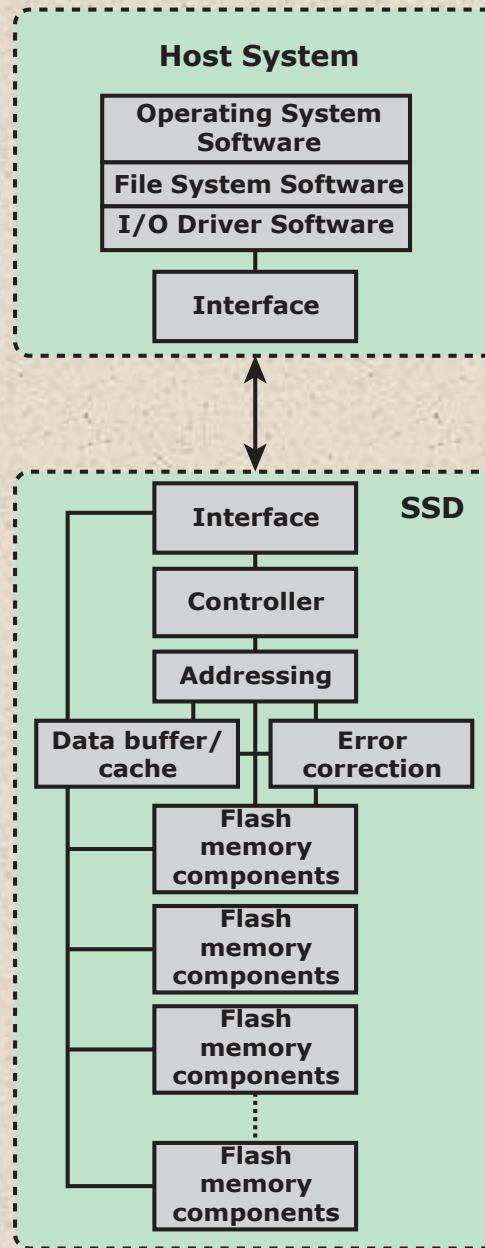 Host System
Operating System
Software
File System Software
I/O Driver Software
Interface
SSD
Interface
Controller
Addressing
Data buffer/
cache
Error
correction
Flash
memory
components
Flash
memory
components
Flash
memory
components
Flash
memory
components